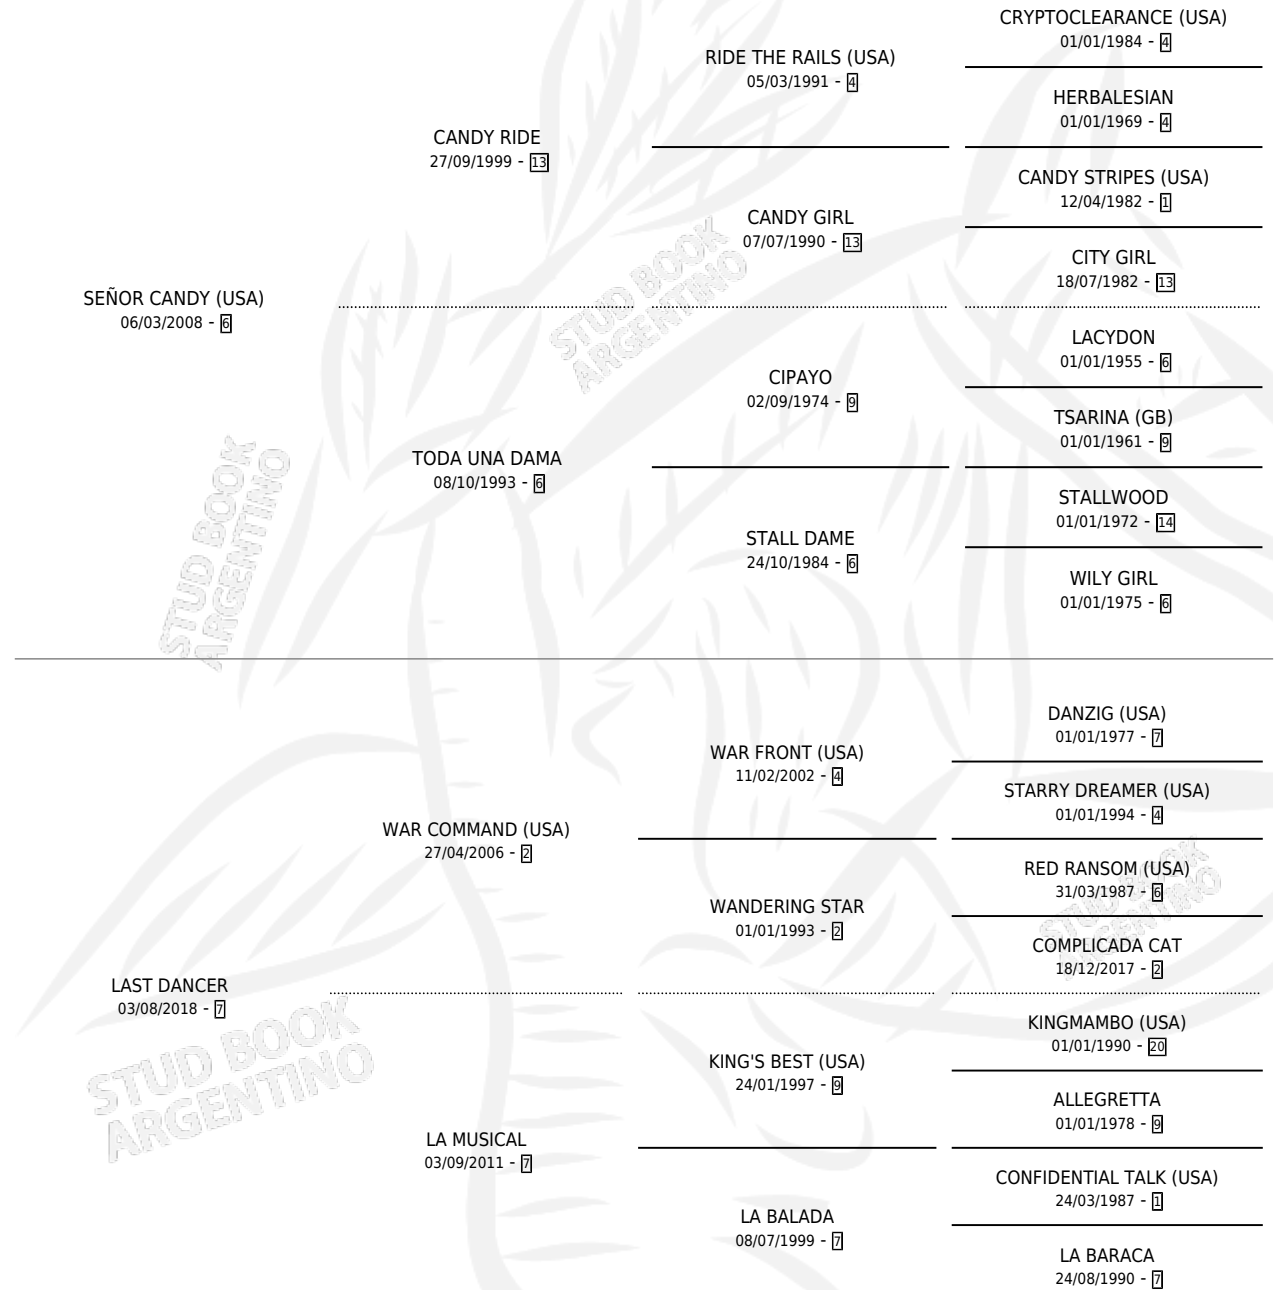 CRYPTOCLEARANCE (USA)
01/01/1984 - 4
RIDE THE RAILS (USA)
05/03/1991 - 4
HERBALESIAN
01/01/1969 - 4
CANDY RIDE
27/09/1999 - 13
CANDY STRIPES (USA)
12/04/1982 - 1
CANDY GIRL
07/07/1990 - 13
CITY GIRL
18/07/1982 - 13
SEÑOR CANDY (USA)
06/03/2008 - 6
LACYDON
01/01/1955 - 6
CIPAYO
02/09/1974 - 9
TSARINA (GB)
01/01/1961 - 9
TODA UNA DAMA
08/10/1993 - 6
STALLWOOD
01/01/1972 - 14
STALL DAME
24/10/1984 - 6
WILY GIRL
01/01/1975 - 6
DANZIG (USA)
01/01/1977 - 7
WAR FRONT (USA)
11/02/2002 - 4
STARRY DREAMER (USA)
01/01/1994 - 4
WAR COMMAND (USA)
27/04/2006 - 2
RED RANSOM (USA)
31/03/1987 - 6
WANDERING STAR
01/01/1993 - 2
COMPLICADA CAT
18/12/2017 - 2
LAST DANCER
03/08/2018 - 7
KINGMAMBO (USA)
01/01/1990 - 20
KING'S BEST (USA)
24/01/1997 - 9
ALLEGRETTA
01/01/1978 - 9
LA MUSICAL
03/09/2011 - 7
CONFIDENTIAL TALK (USA)
24/03/1987 - 1
LA BALADA
08/07/1999 - 7
LA BARACA
24/08/1990 - 7
STUD BOOK
ARGENTINO
STUD BOOK
ARGENTINO
STUD BOOK
ARGENTINO
STUD BOOK
ARGENTINO